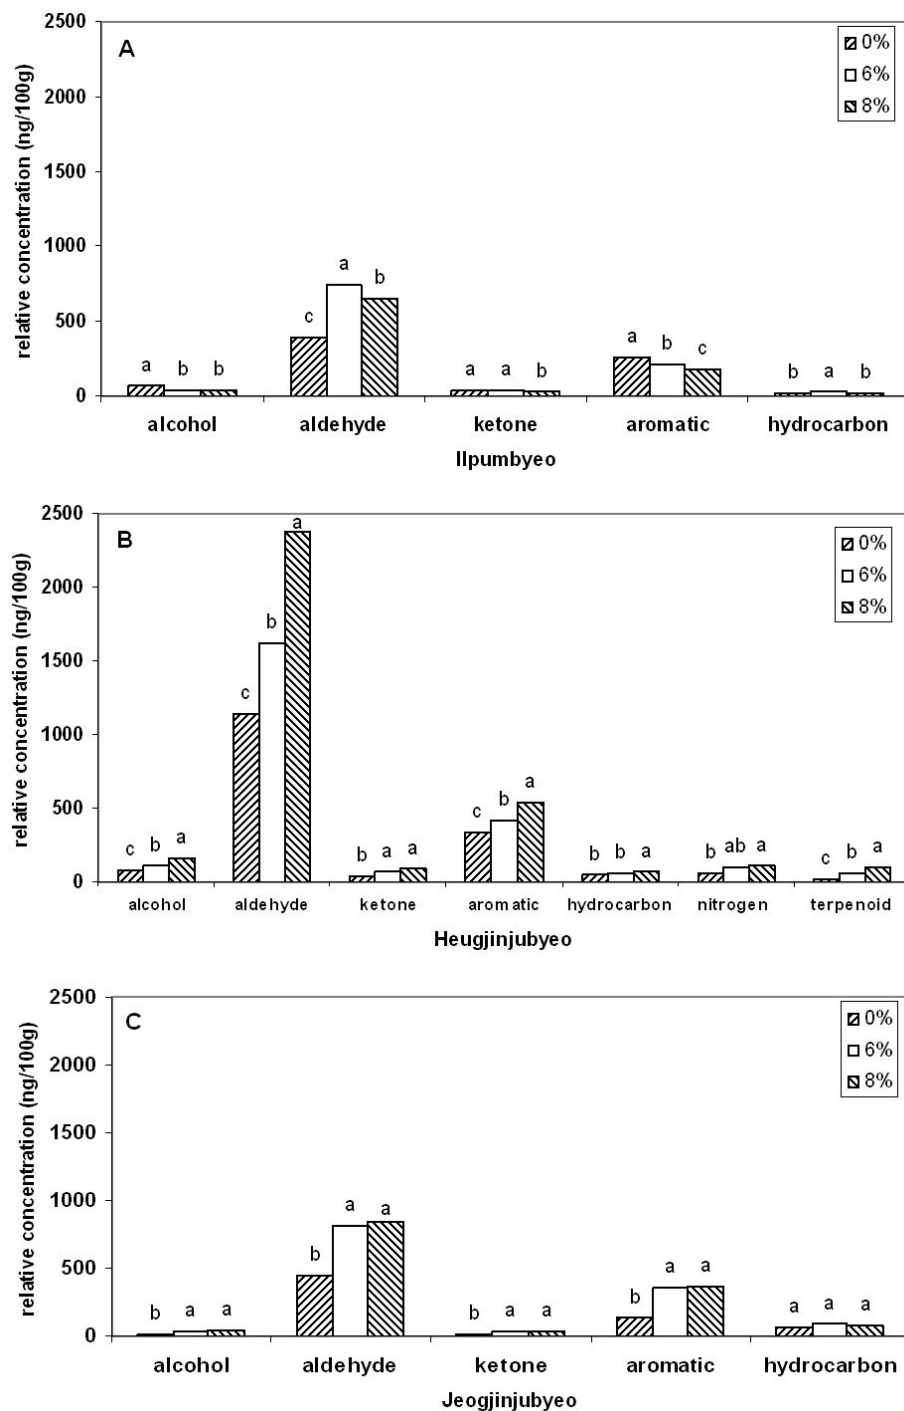 A
0%
6%
8%
relative concentration (ng/100g)
2500
2000
1500
1000
500
0
a b b
c a b
a a b
a b c
b a b
alcohol aldehyde ketone aromatic hydrocarbon
Ilpumbyeo
B
0%
6%
8%
relative concentration (ng/100g)
2500
2000
1500
1000
500
0
c b a
c b a
b a a
c b a
b b a
b ab a
c b a
alcohol aldehyde ketone aromatic hydrocarbon nitrogen terpenoid
Heugjinjubyeo
C
0%
6%
8%
relative concentration (ng/100g)
2500
2000
1500
1000
500
0
b a a
b a a
b a a
b a a
a a a
alcohol aldehyde ketone aromatic hydrocarbon
Jeogjinjubyeo